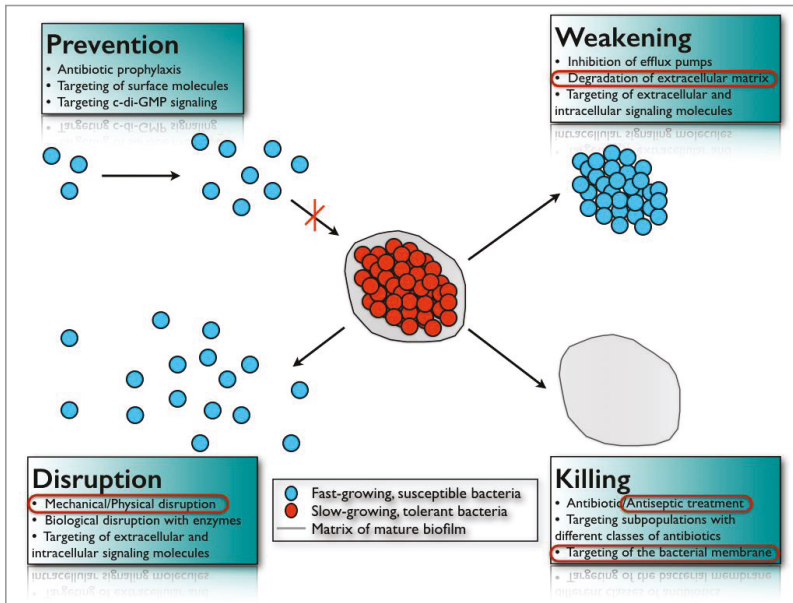 Prevention
• Antibiotic prophylaxis
• Targeting of surface molecules
• Targeting c-di-GMP signaling
Weakening
• Inhibition of efflux pumps
• Degradation of extracellular matrix
• Targeting of extracellular and
intracellular signaling molecules
Disruption
• Mechanical/Physical disruption
• Biological disruption with enzymes
• Targeting of extracellular and
intracellular signaling molecules
Fast-growing, susceptible bacteria
Slow-growing, tolerant bacteria
Matrix of mature biofilm
Killing
• Antibiotic/Antiseptic treatment
• Targeting subpopulations with
different classes of antibiotics
• Targeting of the bacterial membrane